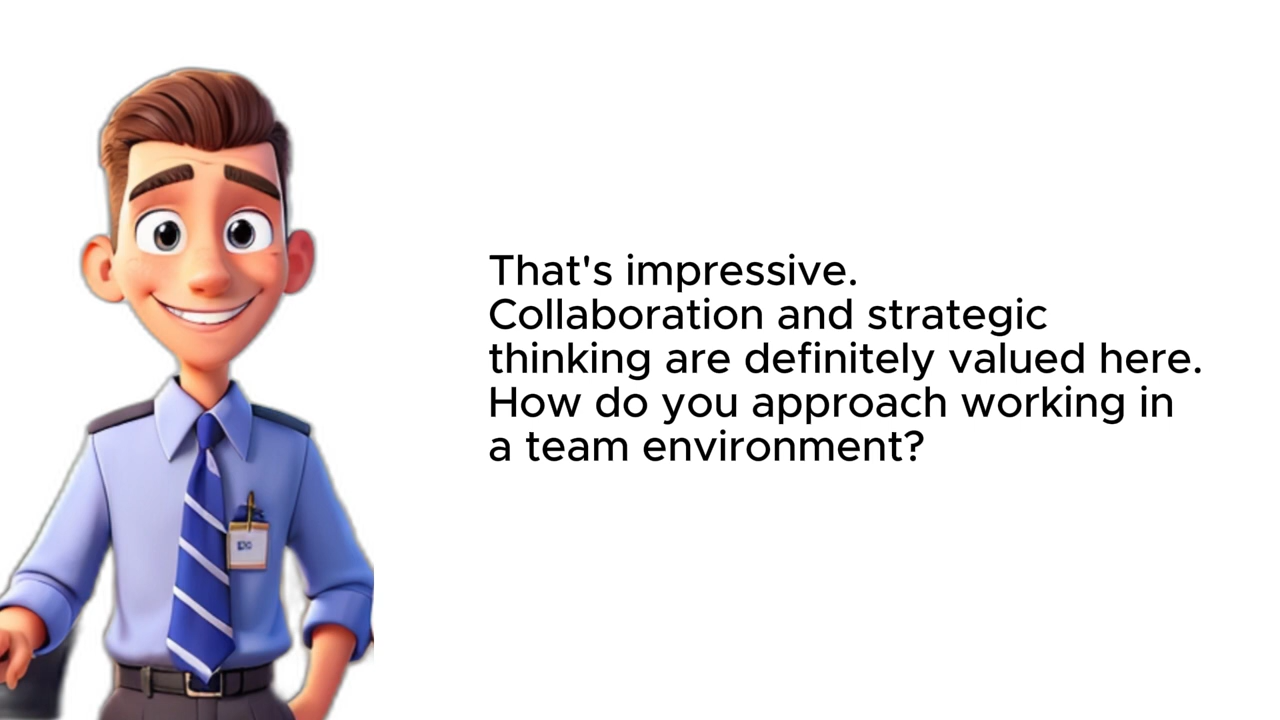 That's impressive.
Collaboration and strategic
thinking are definitely valued here.
How do you approach working in
a team environment?